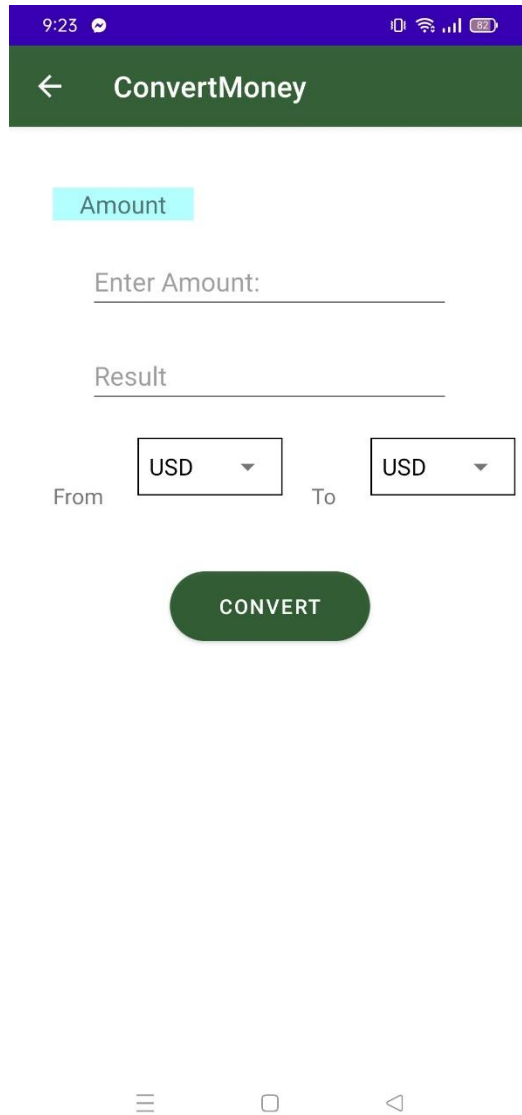 9:23 82
ConvertMoney
Amount
Enter Amount:
Result
From USD To USD
CONVERT